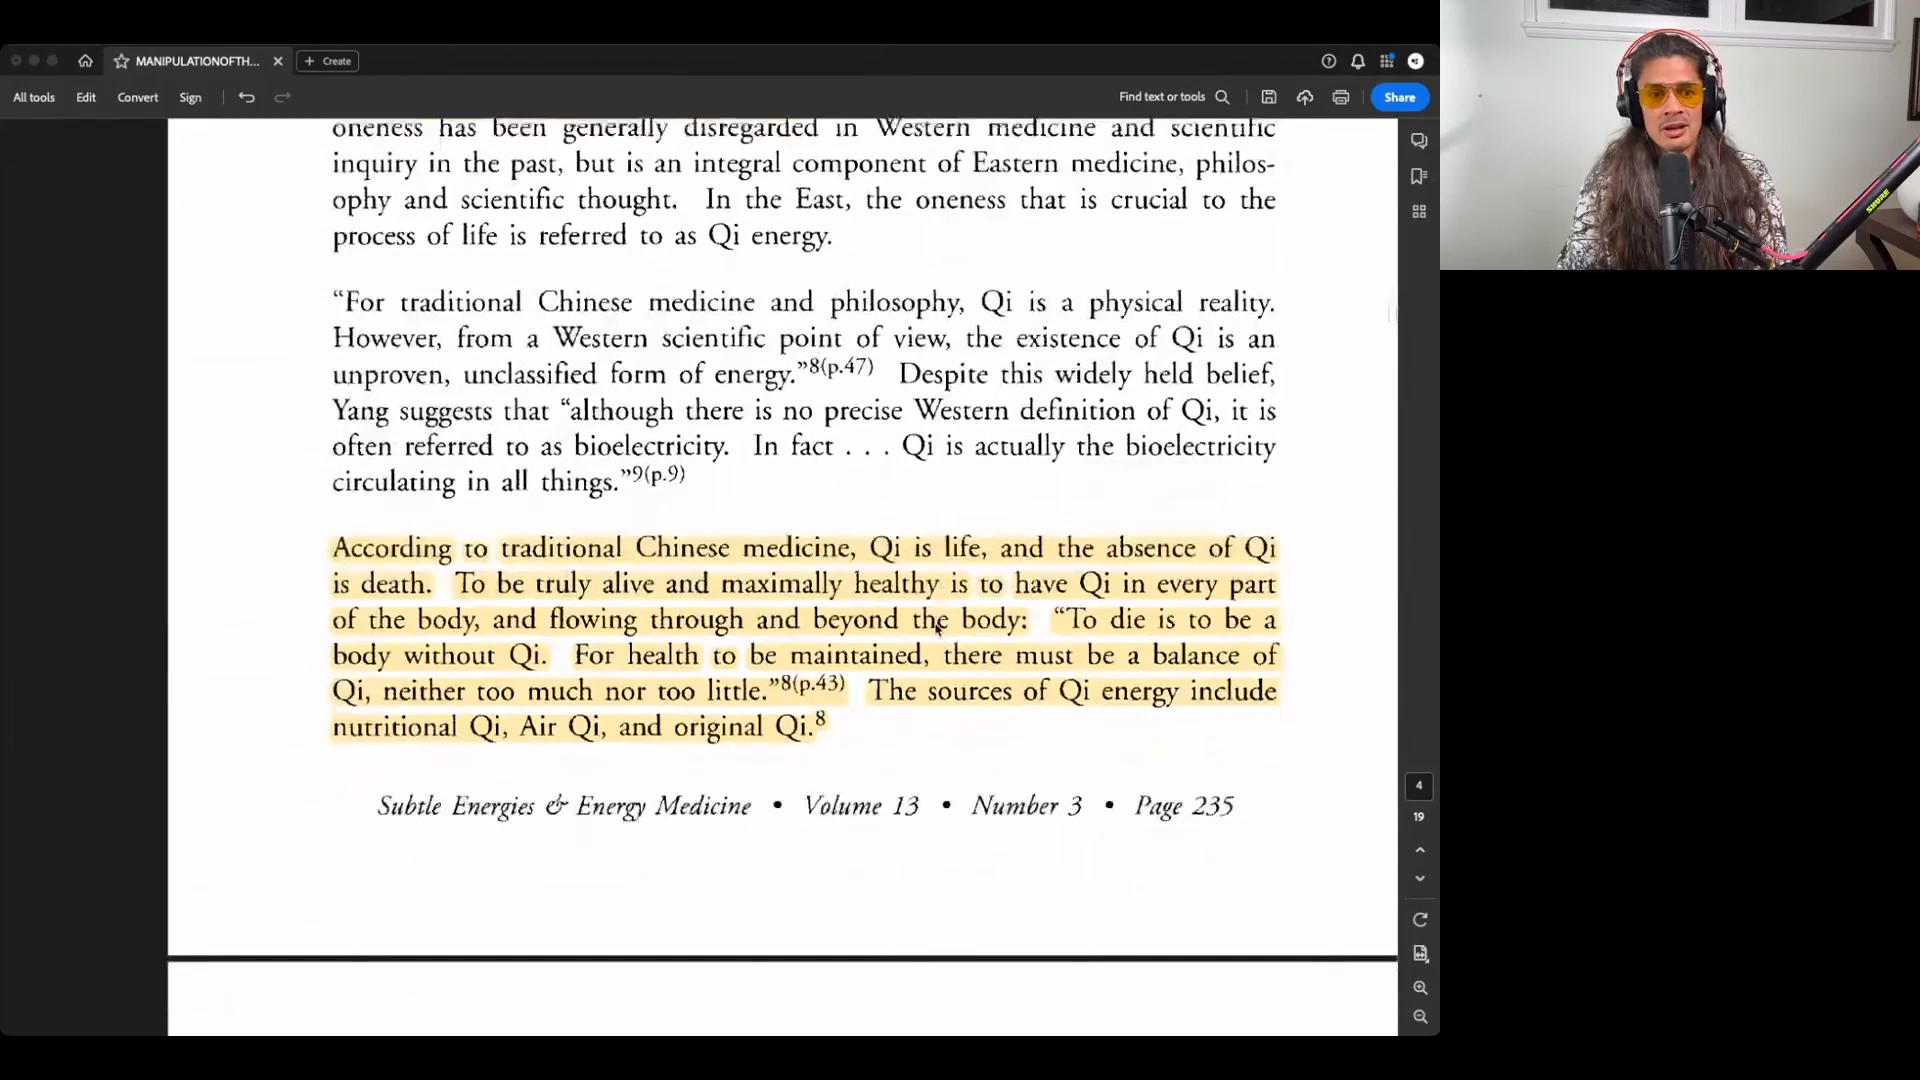 MANIPULATIONOFTH...
Create
All tools
Edit
Convert
Sign
Find text or tools
Share
oneness has been generally disregarded in Western medicine and scientific
inquiry in the past, but is an integral component of Eastern medicine, philos-
ophy and scientific thought. In the East, the oneness that is crucial to the
process of life is referred to as Qi energy.
“For traditional Chinese medicine and philosophy, Qi is a physical reality.
However, from a Western scientific point of view, the existence of Qi is an
unproven, unclassified form of energy.”8(p.47) Despite this widely held belief,
Yang suggests that “although there is no precise Western definition of Qi, it is
often referred to as bioelectricity. In fact . . . Qi is actually the bioelectricity
circulating in all things.”9(p.9)
According to traditional Chinese medicine, Qi is life, and the absence of Qi
is death. To be truly alive and maximally healthy is to have Qi in every part
of the body, and flowing through and beyond the body: “To die is to be a
body without Qi. For health to be maintained, there must be a balance of
Qi, neither too much nor too little.”8(p.43) The sources of Qi energy include
nutritional Qi, Air Qi, and original Qi.8
Subtle Energies & Energy Medicine • Volume 13 • Number 3 • Page 235
4
19
SHURE